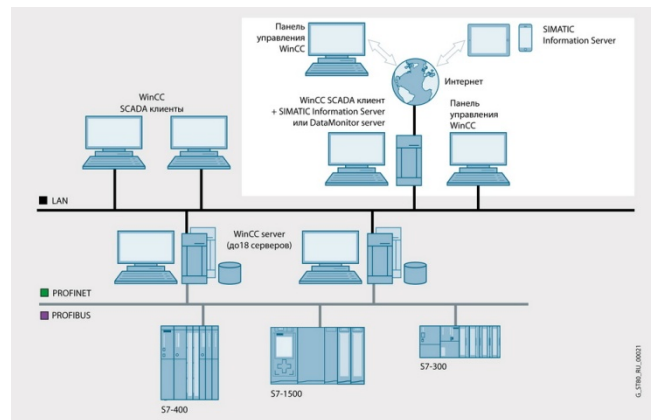 Панель
управления
WinCC
SIMATIC
Information Server
Интернет
WinCC
SCADA клиенты
WinCC SCADA клиент
+ SIMATIC Information Server
или DataMonitor server
Панель
управления
WinCC
LAN
WinCC server
(до18 серверов)
PROFINET
PROFIBUS
S7-400
S7-1500
S7-300
G_ST80_RU_00021